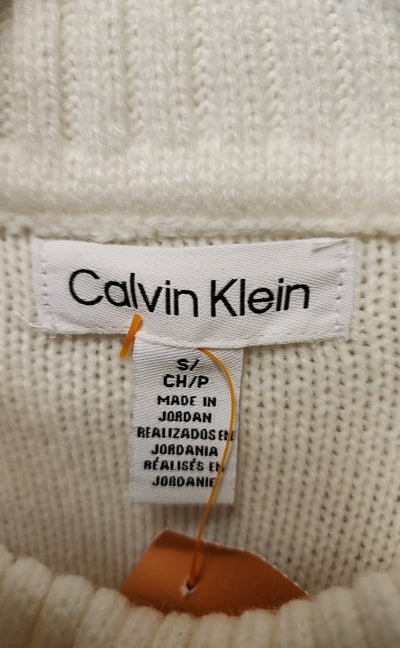 Calvin Klein
S/
CH/P
MADE IN
JORDAN
REALIZADOS EN
JORDANIA
RÉALISÉS EN
JORDANIE